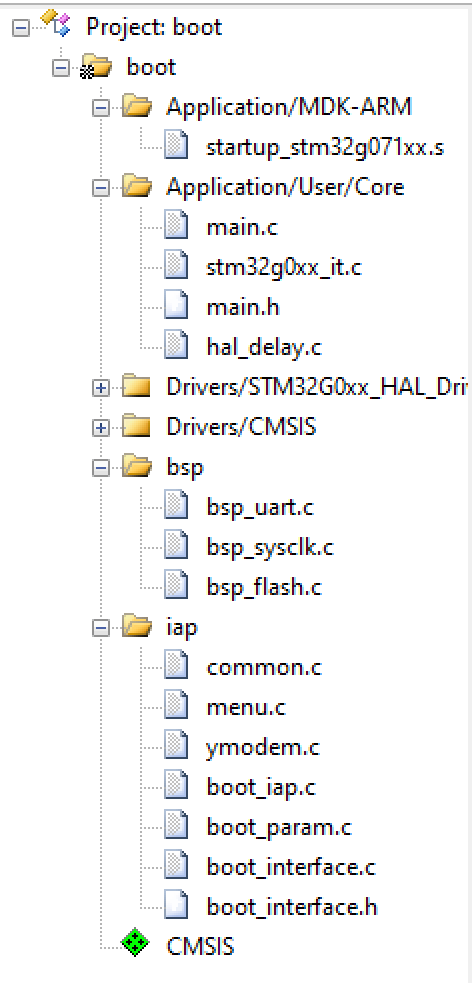 Project: boot
boot
Application/MDK-ARM
startup_stm32g071xx.s
Application/User/Core
main.c
stm32g0xx_it.c
main.h
hal_delay.c
Drivers/STM32G0xx_HAL_Dri
Drivers/CMSIS
bsp
bsp_uart.c
bsp_sysclk.c
bsp_flash.c
iap
common.c
menu.c
ymodem.c
boot_iap.c
boot_param.c
boot_interface.c
boot_interface.h
CMSIS